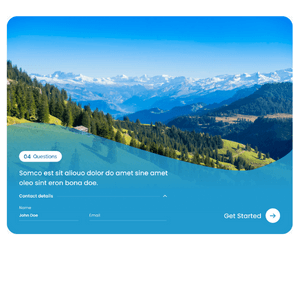 04 Questions
Somco est sit aliouo dolor do amet sine amet
oleo sint eron bona doe.
Contact details
Name
John Doe
Email
Get Started